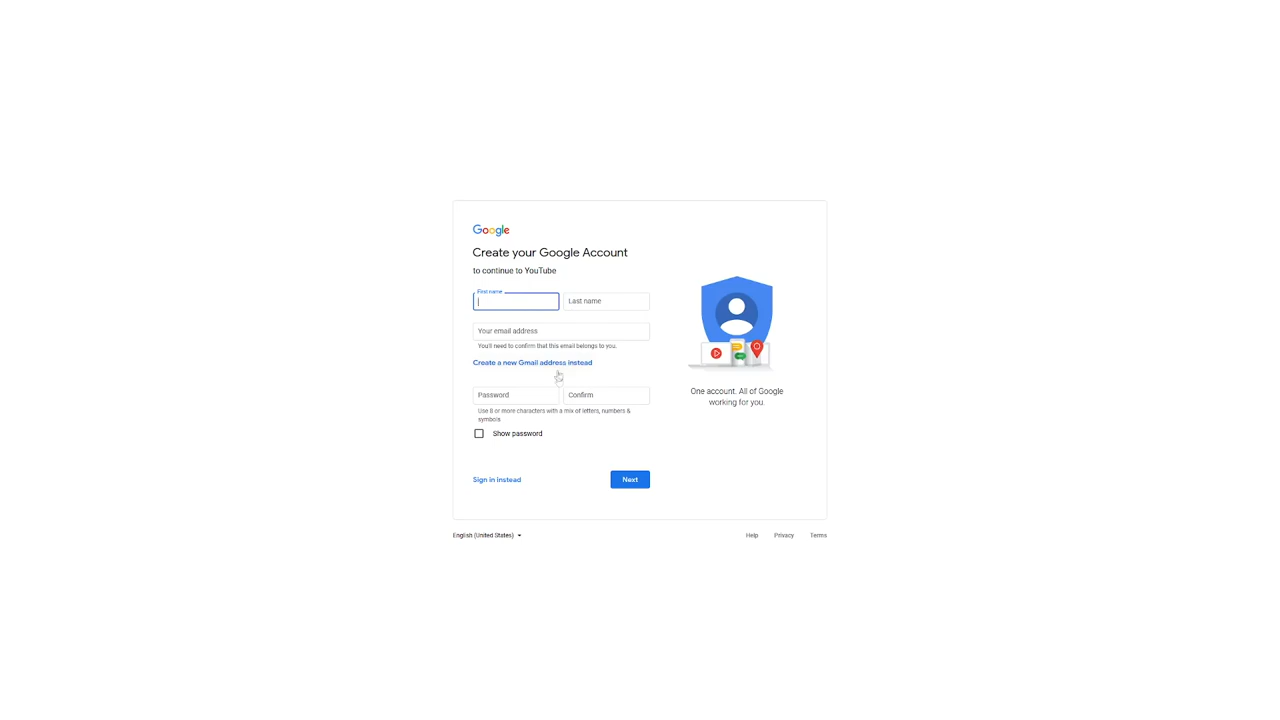 Google
Create your Google Account
to continue to YouTube
First name
Last name
Your email address
You'll need to confirm that this email belongs to you.
Create a new Gmail address instead
Password
Confirm
Use 8 or more characters with a mix of letters, numbers &
symbols
Show password
Sign in instead
Next
One account. All of Google
working for you.
English (United States)
Help
Privacy
Terms